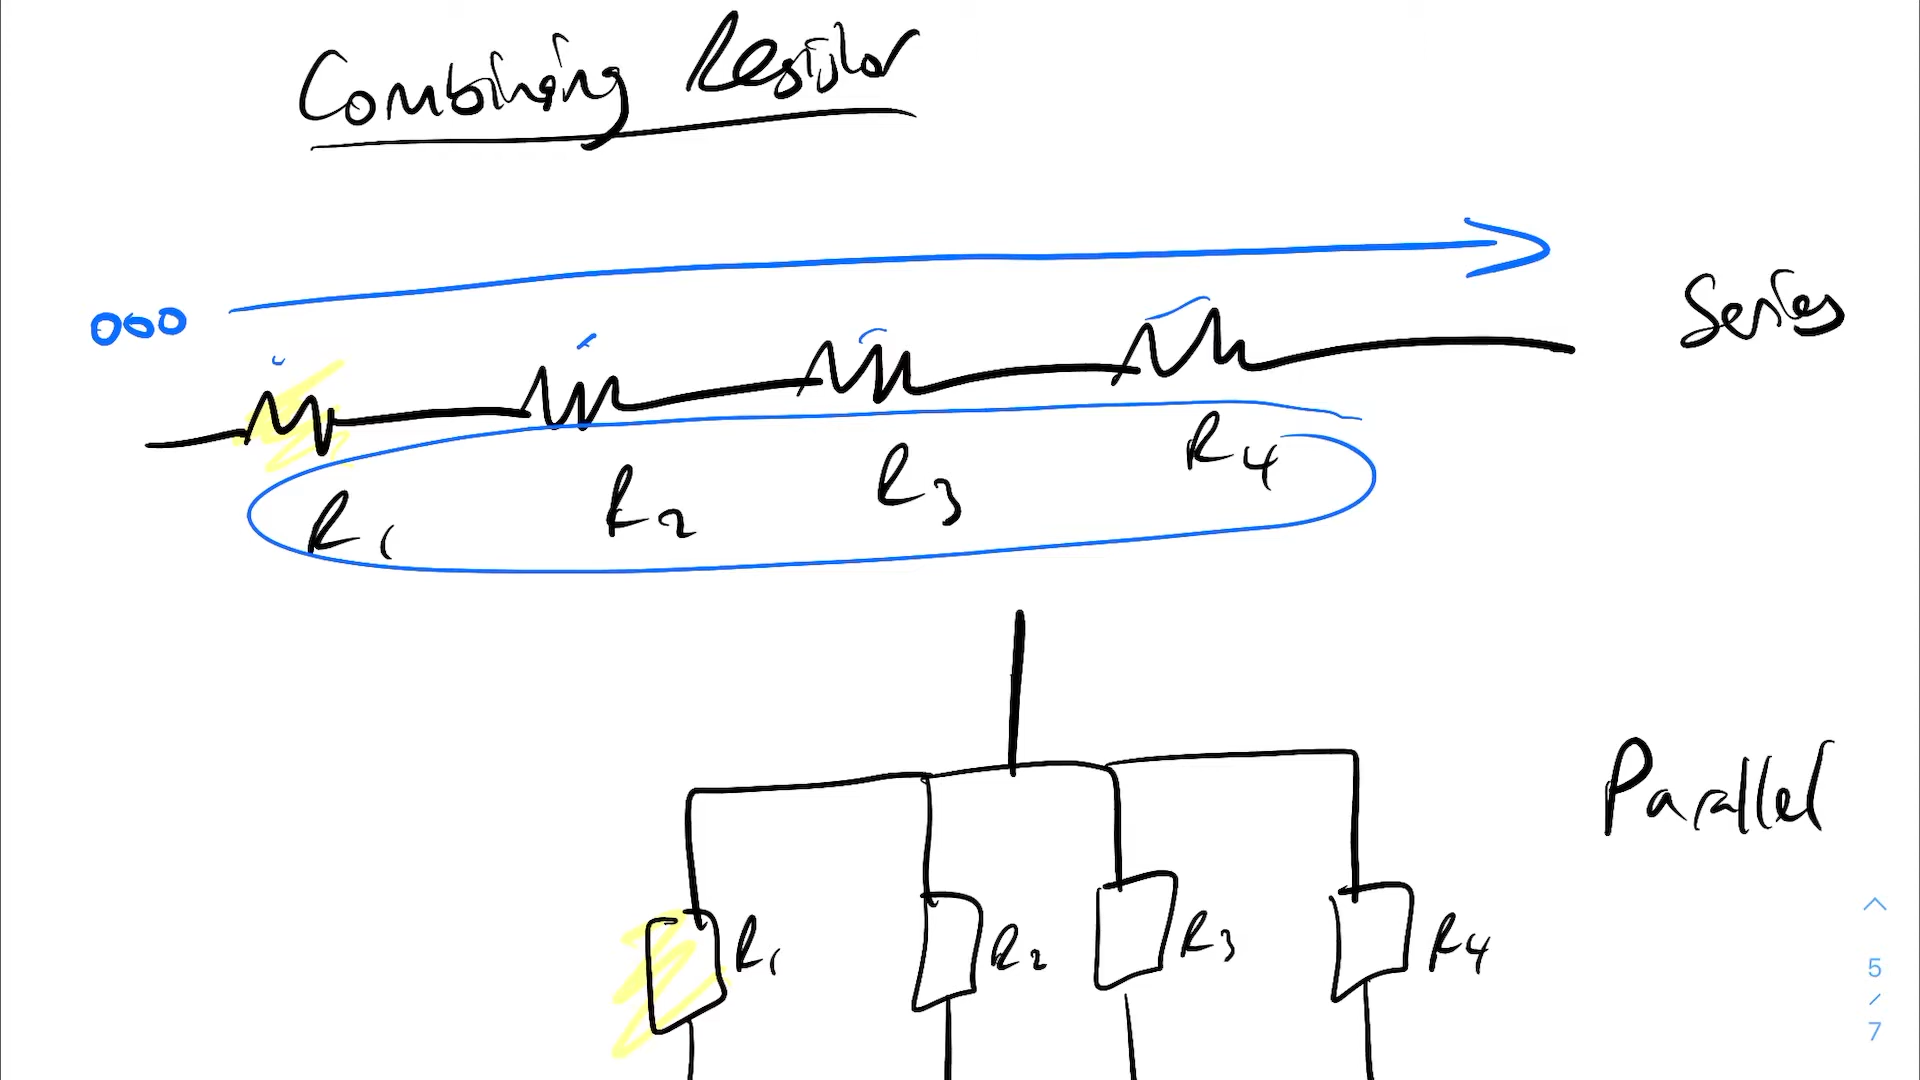 Combining Resistor
Series
R1 R2 R3 R4
Parallel
R1 R2 R3 R4
5
/
7